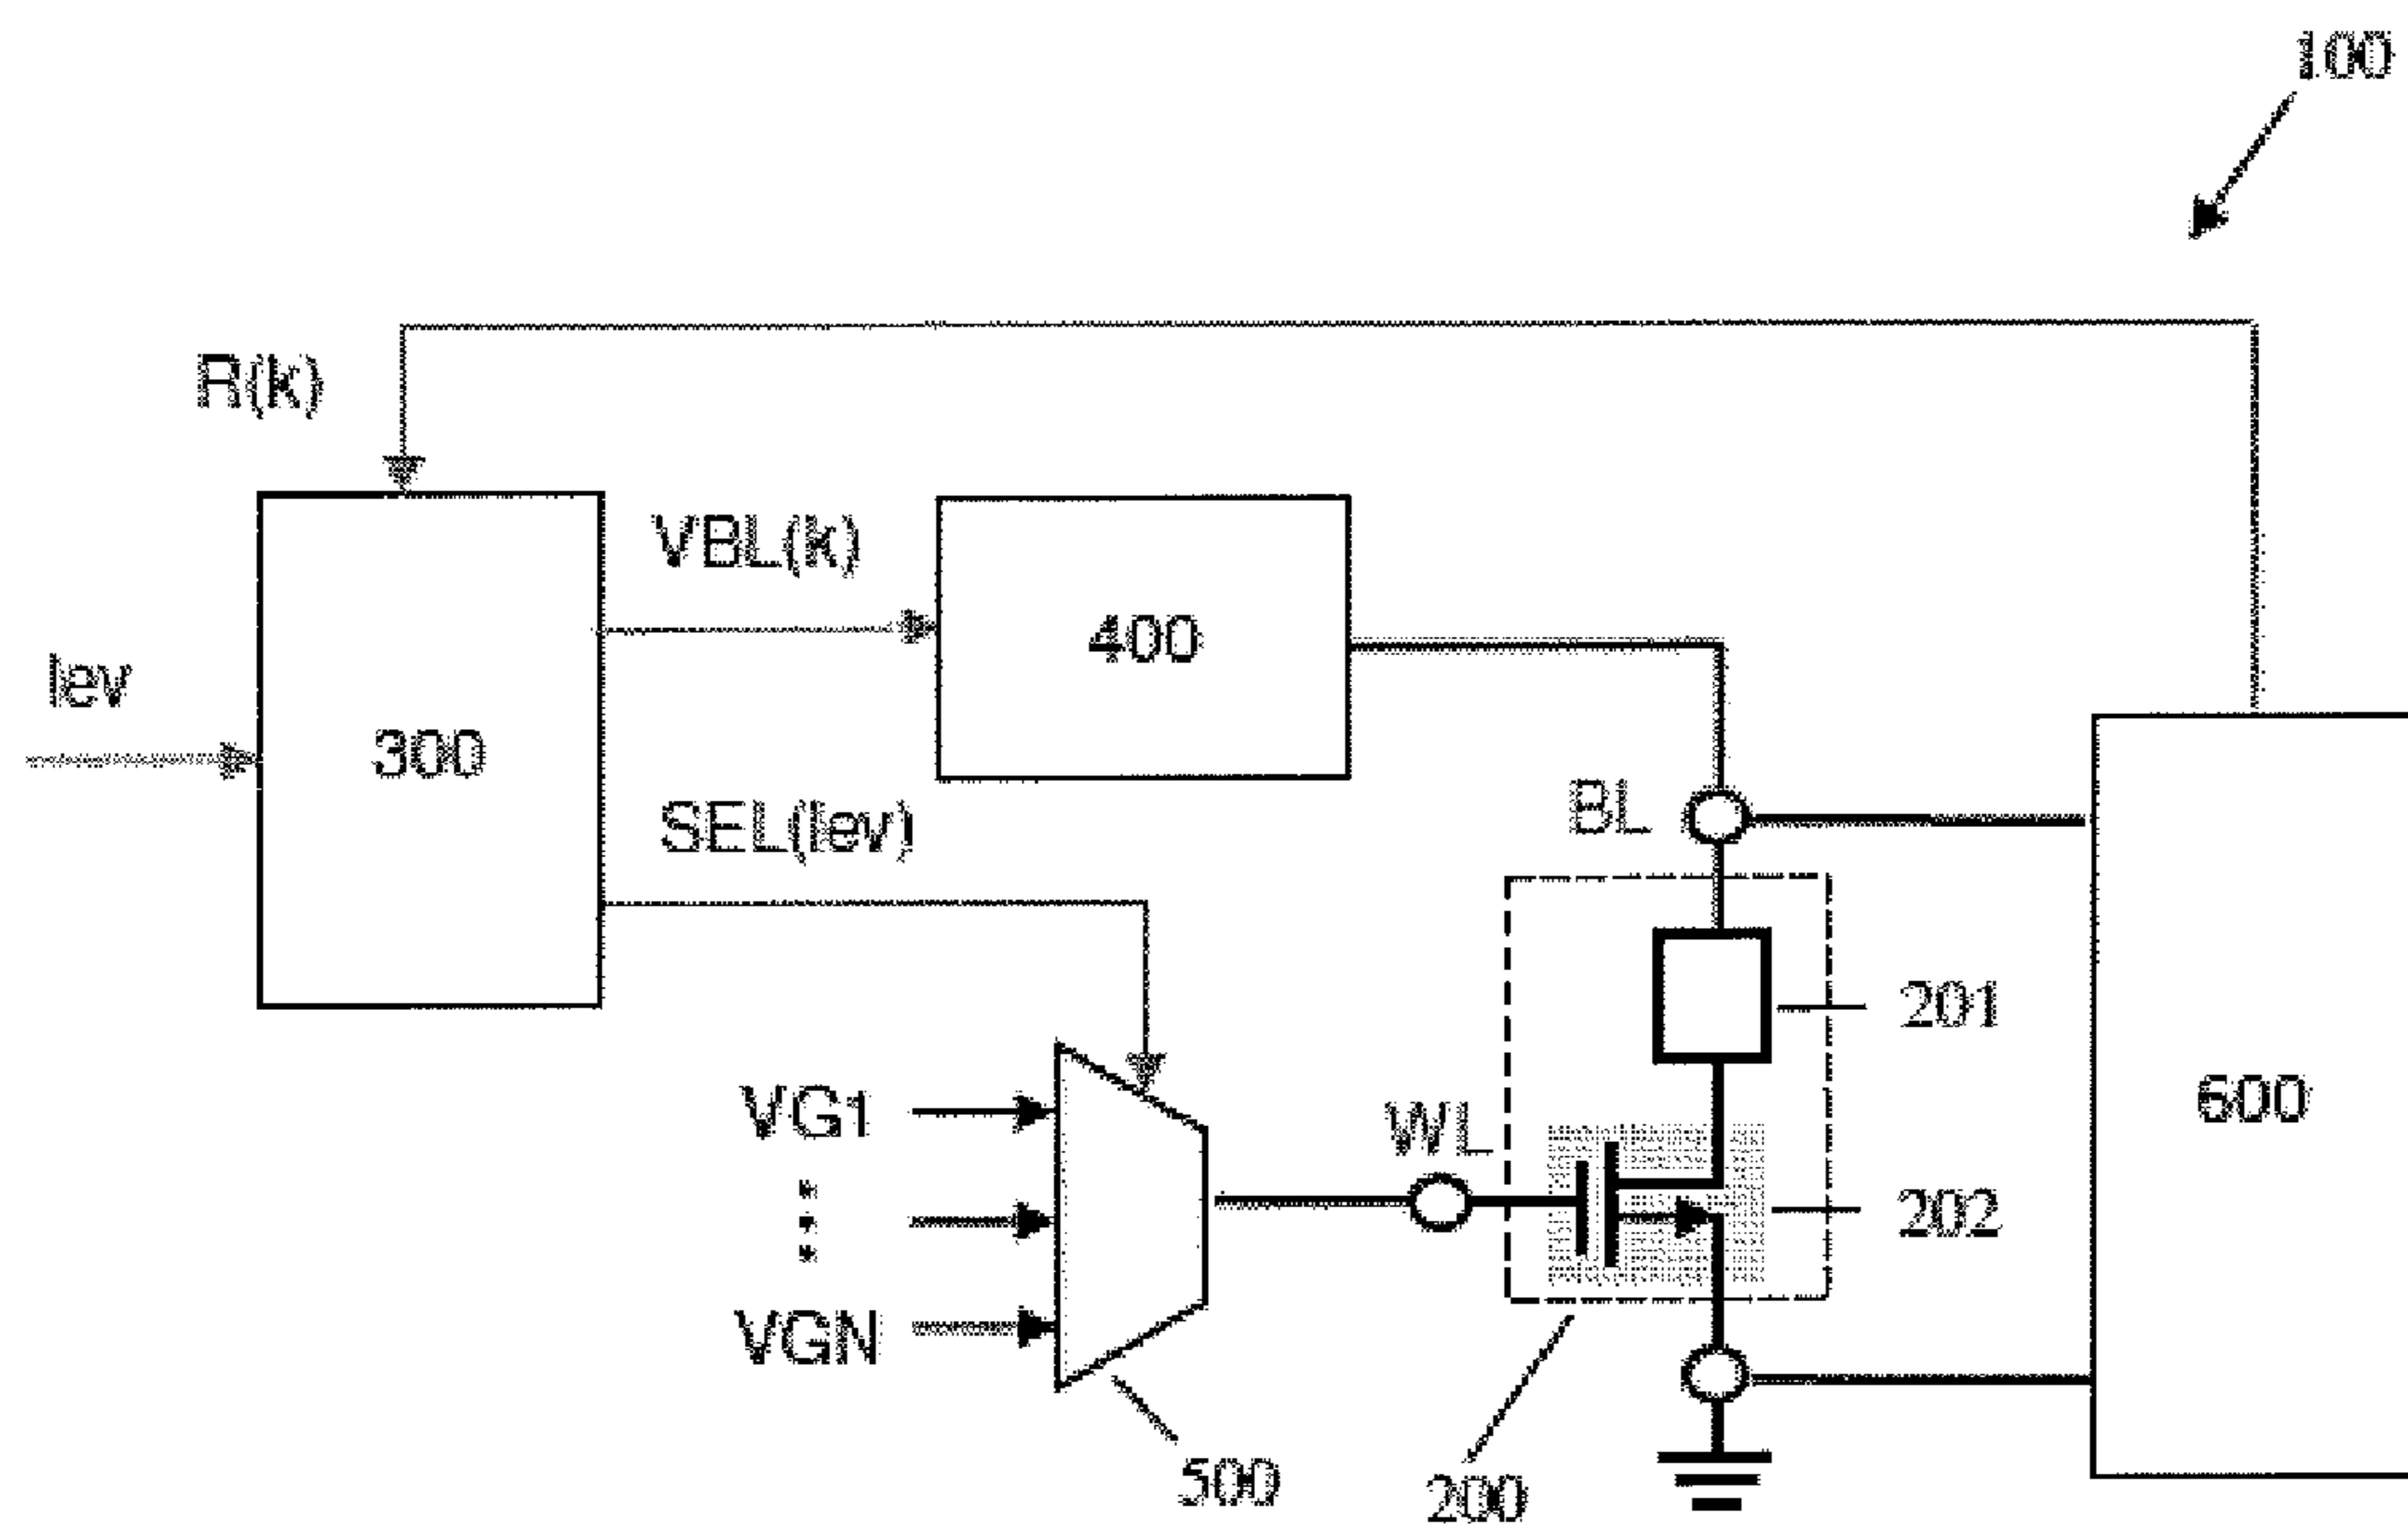 100
R(k)
VBL(k)
400
lev
300
SEL(lev)
BL
201
600
VG1
WL
202
VGN
500
200